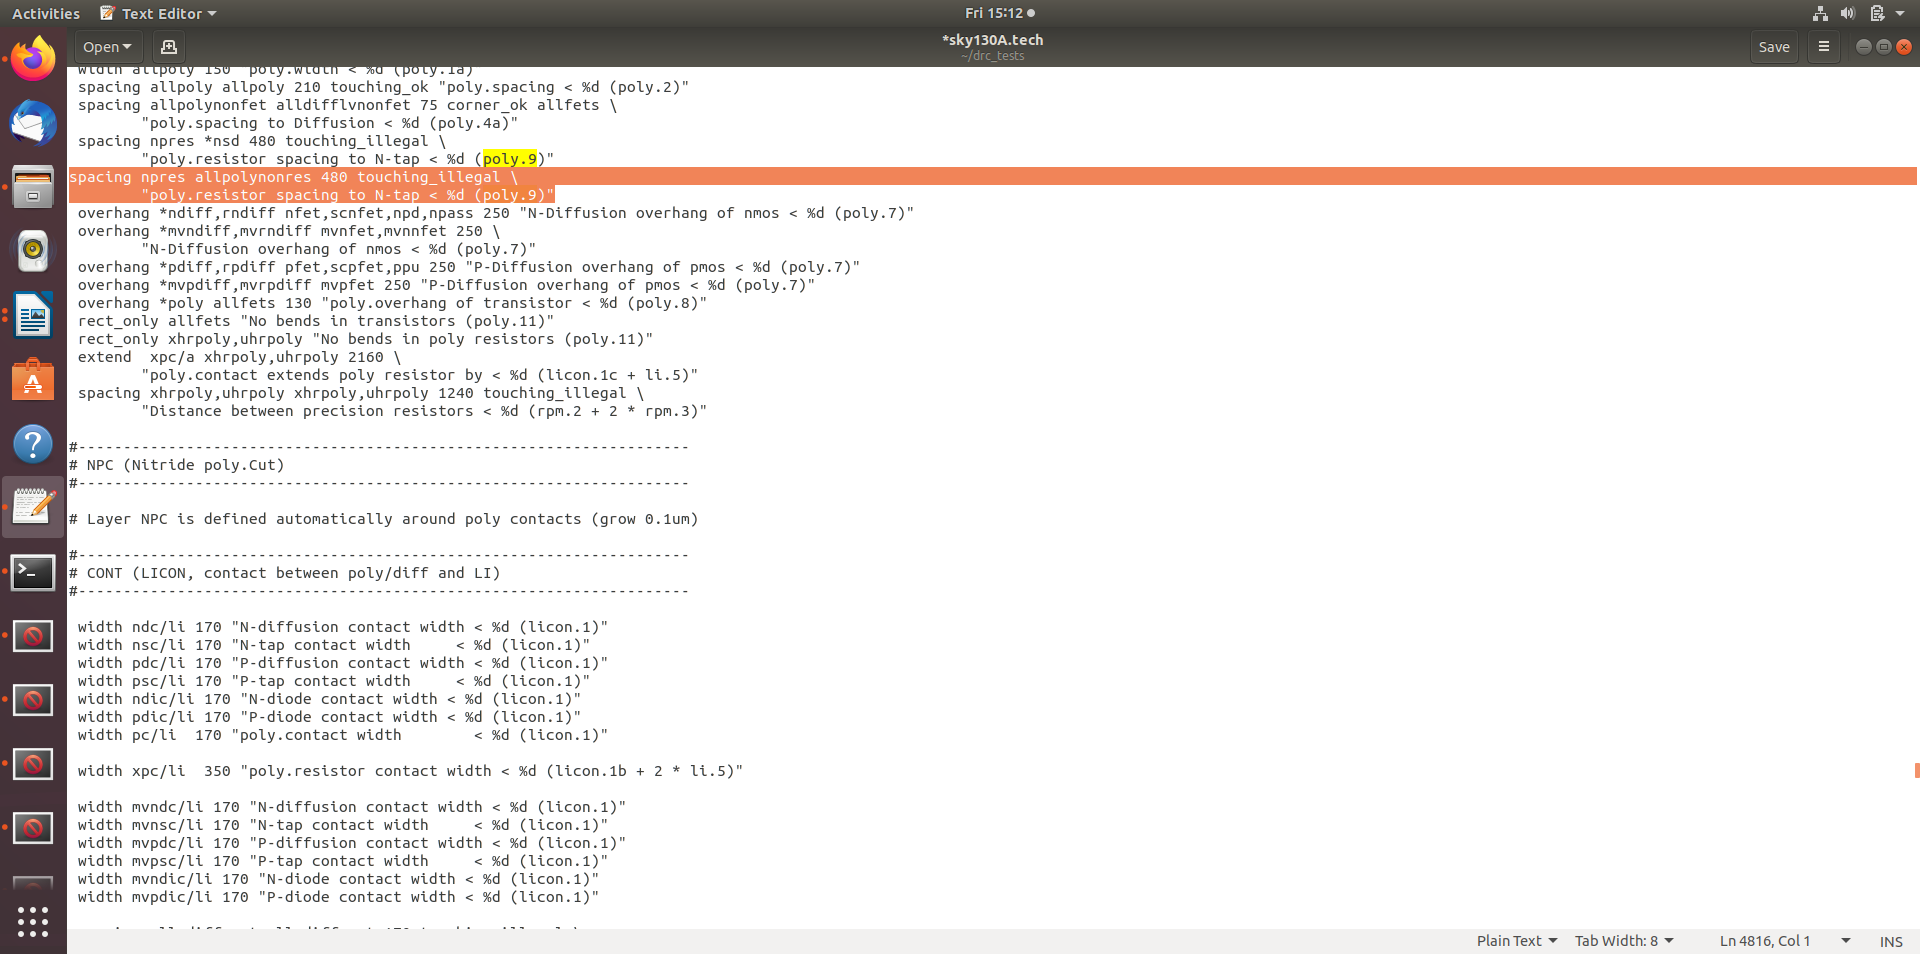 Activities Text Editor Fri 15:12
Open *sky130A.tech Save
~/drc_tests
width allpoly 150 "poly.width < %d (poly.1a)"
spacing allpoly allpoly 210 touching_ok "poly.spacing < %d (poly.2)"
spacing allpolynonfet alldifflvnonfet 75 corner_ok allfets \
"poly.spacing to Diffusion < %d (poly.4a)"
spacing npres *nsd 480 touching_illegal \
"poly.resistor spacing to N-tap < %d (poly.9)"
spacing npres allpolynonres 480 touching_illegal \
"poly.resistor spacing to N-tap < %d (poly.9)"
overhang *ndiff,rndiff nfet,scnfet,npd,npass 250 "N-Diffusion overhang of nmos < %d (poly.7)"
overhang *mvndiff,mvrndiff mvnfet,mvnnfet 250 \
"N-Diffusion overhang of nmos < %d (poly.7)"
overhang *pdiff,rpdiff pfet,scpfet,ppu 250 "P-Diffusion overhang of pmos < %d (poly.7)"
overhang *mvpdiff,mvrpdiff mvpfet 250 "P-Diffusion overhang of pmos < %d (poly.7)"
overhang *poly allfets 130 "poly.overhang of transistor < %d (poly.8)"
rect_only allfets "No bends in transistors (poly.11)"
rect_only xhrpoly,uhrpoly "No bends in poly resistors (poly.11)"
extend  xpc/a xhrpoly,uhrpoly 2160 \
"poly.contact extends poly resistor by < %d (licon.1c + li.5)"
spacing xhrpoly,uhrpoly xhrpoly,uhrpoly 1240 touching_illegal \
"Distance between precision resistors < %d (rpm.2 + 2 * rpm.3)"
#--------------------------------------------------------------------
# NPC (Nitride poly.Cut)
#--------------------------------------------------------------------
# Layer NPC is defined automatically around poly contacts (grow 0.1um)
#--------------------------------------------------------------------
# CONT (LICON, contact between poly/diff and LI)
#--------------------------------------------------------------------
width ndc/li 170 "N-diffusion contact width < %d (licon.1)"
width nsc/li 170 "N-tap contact width     < %d (licon.1)"
width pdc/li 170 "P-diffusion contact width < %d (licon.1)"
width psc/li 170 "P-tap contact width     < %d (licon.1)"
width ndic/li 170 "N-diode contact width < %d (licon.1)"
width pdic/li 170 "P-diode contact width < %d (licon.1)"
width pc/li  170 "poly.contact width        < %d (licon.1)"
width xpc/li  350 "poly.resistor contact width < %d (licon.1b + 2 * li.5)"
width mvndc/li 170 "N-diffusion contact width < %d (licon.1)"
width mvnsc/li 170 "N-tap contact width     < %d (licon.1)"
width mvpdc/li 170 "P-diffusion contact width < %d (licon.1)"
width mvpsc/li 170 "P-tap contact width     < %d (licon.1)"
width mvndic/li 170 "N-diode contact width < %d (licon.1)"
width mvpdic/li 170 "P-diode contact width < %d (licon.1)"
Plain Text Tab Width: 8 Ln 4816, Col 1 INS